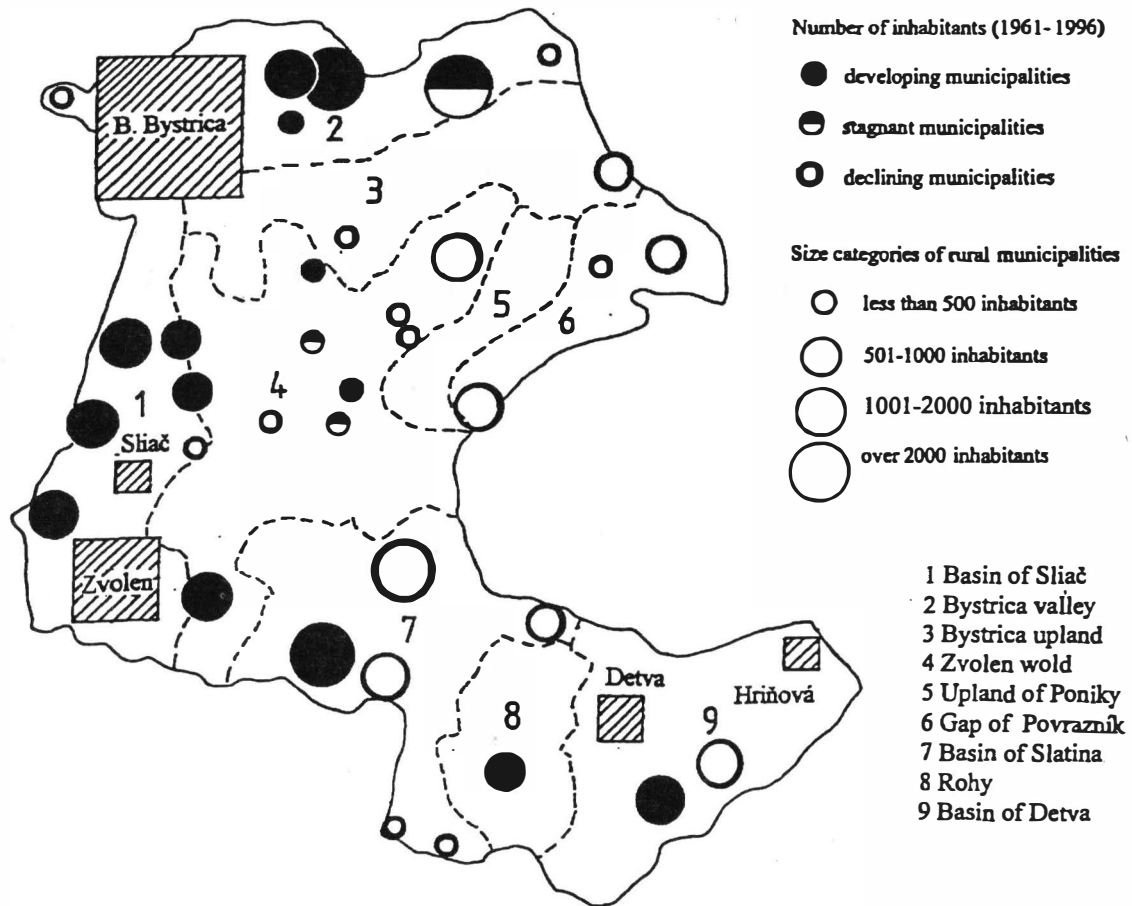 Number of inhabitants (1961-1996)
developing municipalities
stagnant municipalities
declining municipalities
Size categories of rural municipalities
less than 500 inhabitants
501-1000 inhabitants
1001-2000 inhabitants
over 2000 inhabitants
1 Basin of Sliač
2 Bystrica valley
3 Bystrica upland
4 Zvolen wold
5 Upland of Poniky
6 Gap of Povrazník
7 Basin of Slatina
8 Rohy
9 Basin of Detva
B. Bystrica
2
3
5
6
4
1
Sliač
Zvolen
7
8
Detva
Hriňová
9